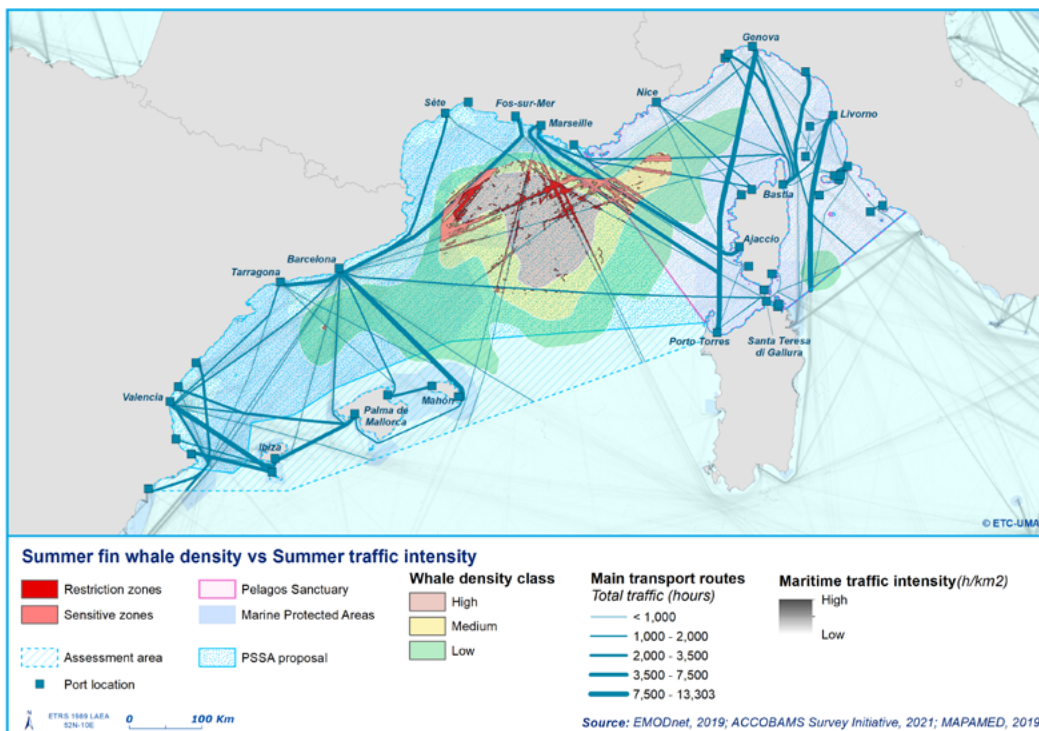 Genova
Sète
Fos-sur-Mer
Nice
Marseille
Livorno
Bastia
Ajaccio
Barcelona
Tarragona
Porto Torres
Santa Teresa
di Gallura
Valencia
Mahón
Palma de
Mallorca
Ibiza
© ETC-UMA
Summer fin whale density vs Summer traffic intensity
Restriction zones
Sensitive zones
Assessment area
Port location
Pelagos Sanctuary
Marine Protected Areas
PSSA proposal
Whale density class
High
Medium
Low
Main transport routes
Total traffic (hours)
< 1,000
1,000 - 2,000
2,000 - 3,500
3,500 - 7,500
7,500 - 13,303
Maritime traffic intensity(h/km2)
High
Low
N
ETRS 1989 LAEA
52N-10E
0 100 Km
Source: EMODnet, 2019; ACCOBAMS Survey Initiative, 2021; MAPAMED, 2019